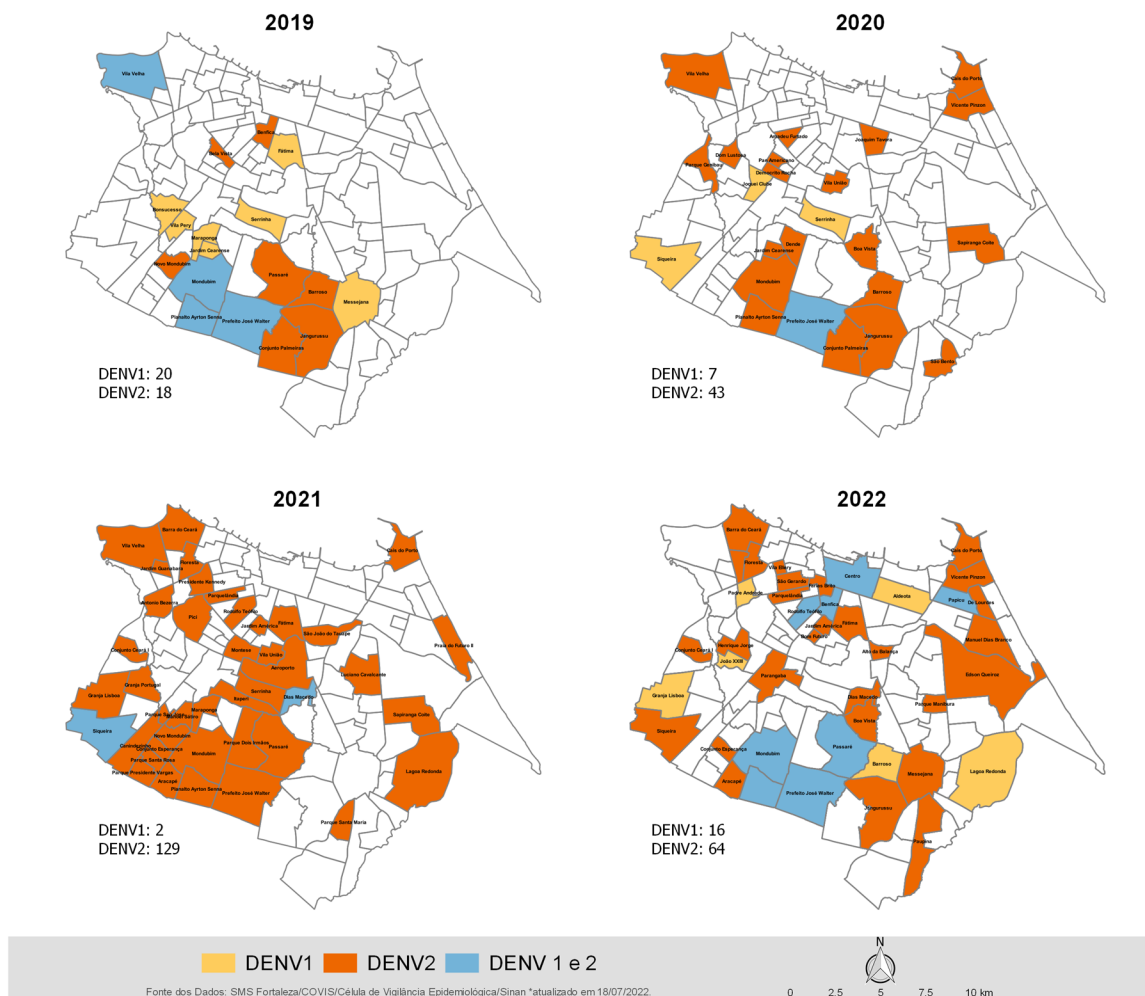 2019
Vila Velha
Benfica
Bela Vista
Fátima
Bonsucesso
Vila Pery
Serrinha
Maraponga
Jardim Cearense
Novo Mondubim
Mondubim
Passaré
Barroso
Messejana
Planalto Ayrton Senna
Prefeito José Walter
Jangurussu
Conjunto Palmeiras
DENV1: 20
DENV2: 18
2020
Vila Velha
Cais do Porto
Vicente Pinzon
Amadeu Furtado
Joaquim Tavora
Dom Lustosa
Pan Americano
Parque Genibau
Demócrito Rocha
Joquei Clube
Vila União
Serrinha
Dende
Siqueira
Jardim Cearense
Boa Vista
Sapiranga Coite
Mondubim
Barroso
Planalto Ayrton Senna
Prefeito José Walter
Jangurussu
Conjunto Palmeiras
São Bento
DENV1: 7
DENV2: 43
2021
Barra do Ceará
Vila Velha
Cais do Porto
Jardim Guanabara
Floresta
Presidente Kennedy
Parquelândia
Antonio Bezerra
Rodolfo Teófilo
Pici
Jardim América
Fátima
São João do Tauape
Praia do Futuro II
Conjunto Ceará I
Montese
Vila União
Aeroporto
Luciano Cavalcante
Granja Portugal
Granja Lisboa
Itaperi
Serrinha
Dias Macedo
Parque São José
Manoel Sátiro
Maraponga
Sapiranga Coite
Siqueira
Novo Mondubim
Canindezinho
Conjunto Esperança
Mondubim
Parque Dois Irmãos
Passaré
Parque Santa Rosa
Parque Presidente Vargas
Aracapé
Planalto Ayrton Senna
Prefeito José Walter
Lagoa Redonda
Parque Santa Maria
DENV1: 2
DENV2: 129
2022
Barra do Ceará
Cais do Porto
Floresta
Vila Ellery
Centro
Vicente Pinzon
São Gerardo
Farias Brito
Padre Andrade
Parquelândia
Aldeota
Papicu
De Lourdes
Benfica
Rodolfo Teófilo
Jardim América
Fátima
Bom Futuro
Manuel Dias Branco
Conjunto Ceará I
Henrique Jorge
João XXIII
Alto da Balança
Parangaba
Edson Queiroz
Granja Lisboa
Dias Macedo
Parque Manibura
Boa Vista
Siqueira
Conjunto Esperança
Mondubim
Passaré
Barroso
Messejana
Lagoa Redonda
Aracapé
Prefeito José Walter
Jangurussu
Paupina
DENV1: 16
DENV2: 64
DENV1
DENV2
DENV 1 e 2
N
Fonte dos Dados: SMS Fortaleza/COVIS/Célula de Vigilância Epidemiológica/Sinan *atualizado em 18/07/2022.
0 2.5 5 7.5 10 km